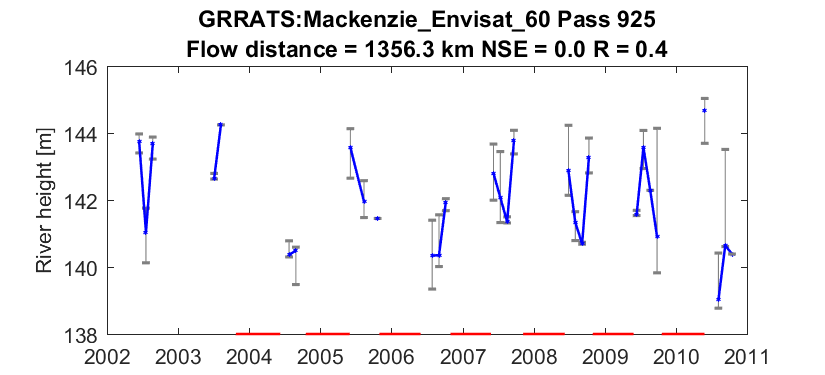 GRRATS:Mackenzie_Envisat_60 Pass 925
Flow distance = 1356.3 km NSE = 0.0 R = 0.4
River height [m]
146
144
142
140
138
2002 2003 2004 2005 2006 2007 2008 2009 2010 2011